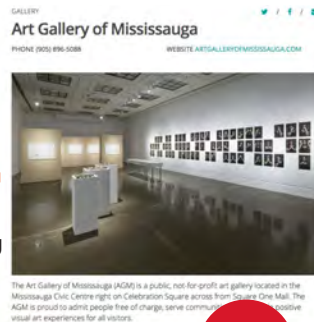 GALLERY
Art Gallery of Mississauga
PHONE (905) 896-5088 WEBSITE ARTGALLERYOFMISSISSAUGA.COM
The Art Gallery of Mississauga (AGM) is a public, not-for-profit art gallery located in the
Mississauga Civic Centre right on Celebration Square across from Square One Mall. The
AGM is proud to admit people free of charge, serve positive
visual art experiences for all visitors.